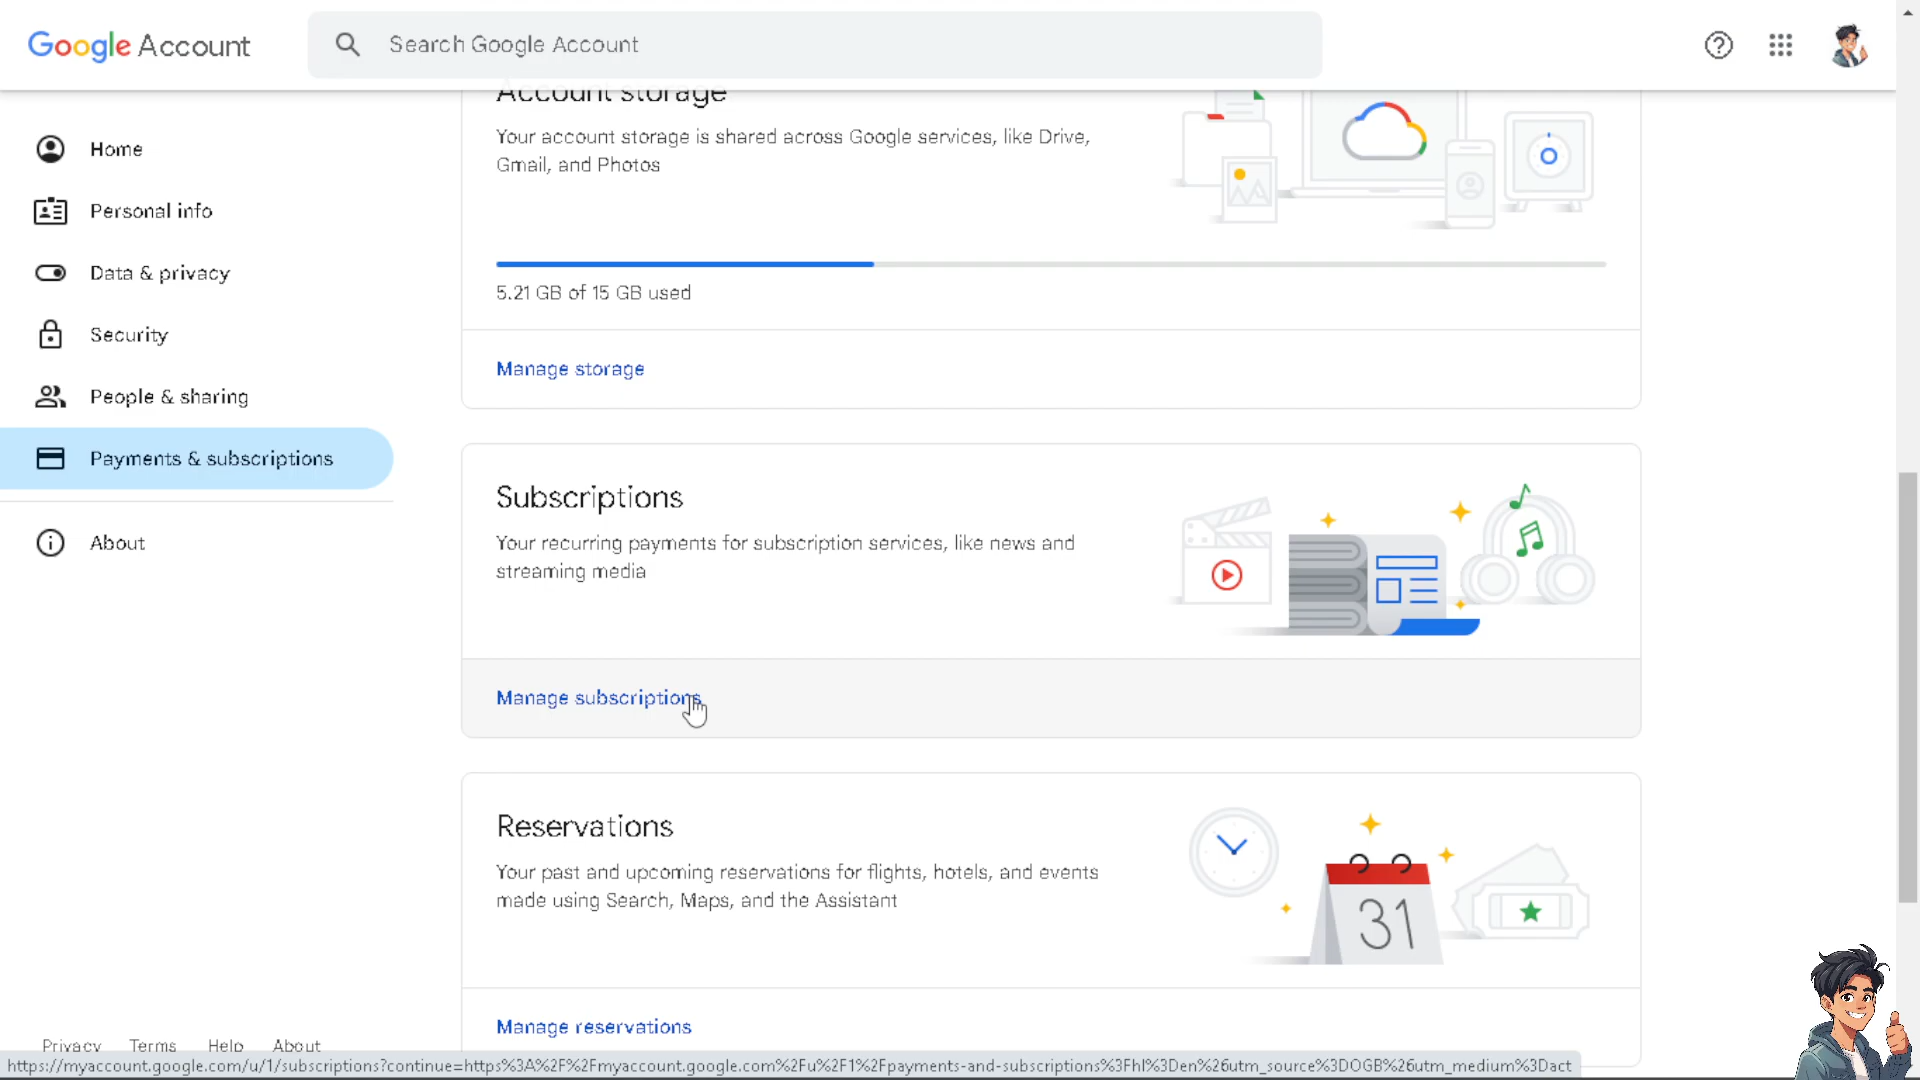 Google Account
Search Google Account
Home
Personal info
Data & privacy
Security
People & sharing
Payments & subscriptions
About
Account storage
Your account storage is shared across Google services, like Drive,
Gmail, and Photos
5.21 GB of 15 GB used
Manage storage
Subscriptions
Your recurring payments for subscription services, like news and
streaming media
Manage subscriptions
Reservations
Your past and upcoming reservations for flights, hotels, and events
made using Search, Maps, and the Assistant
31
Manage reservations
Privacy Terms Help About
https://myaccount.google.com/u/1/subscriptions?continue=https%3A%2F%2Fmyaccount.google.com%2Fu%2F1%2Fpayments-and-subscriptions%3Fhl%3Den%26utm_source%3DOGB%26utm_medium%3Dact